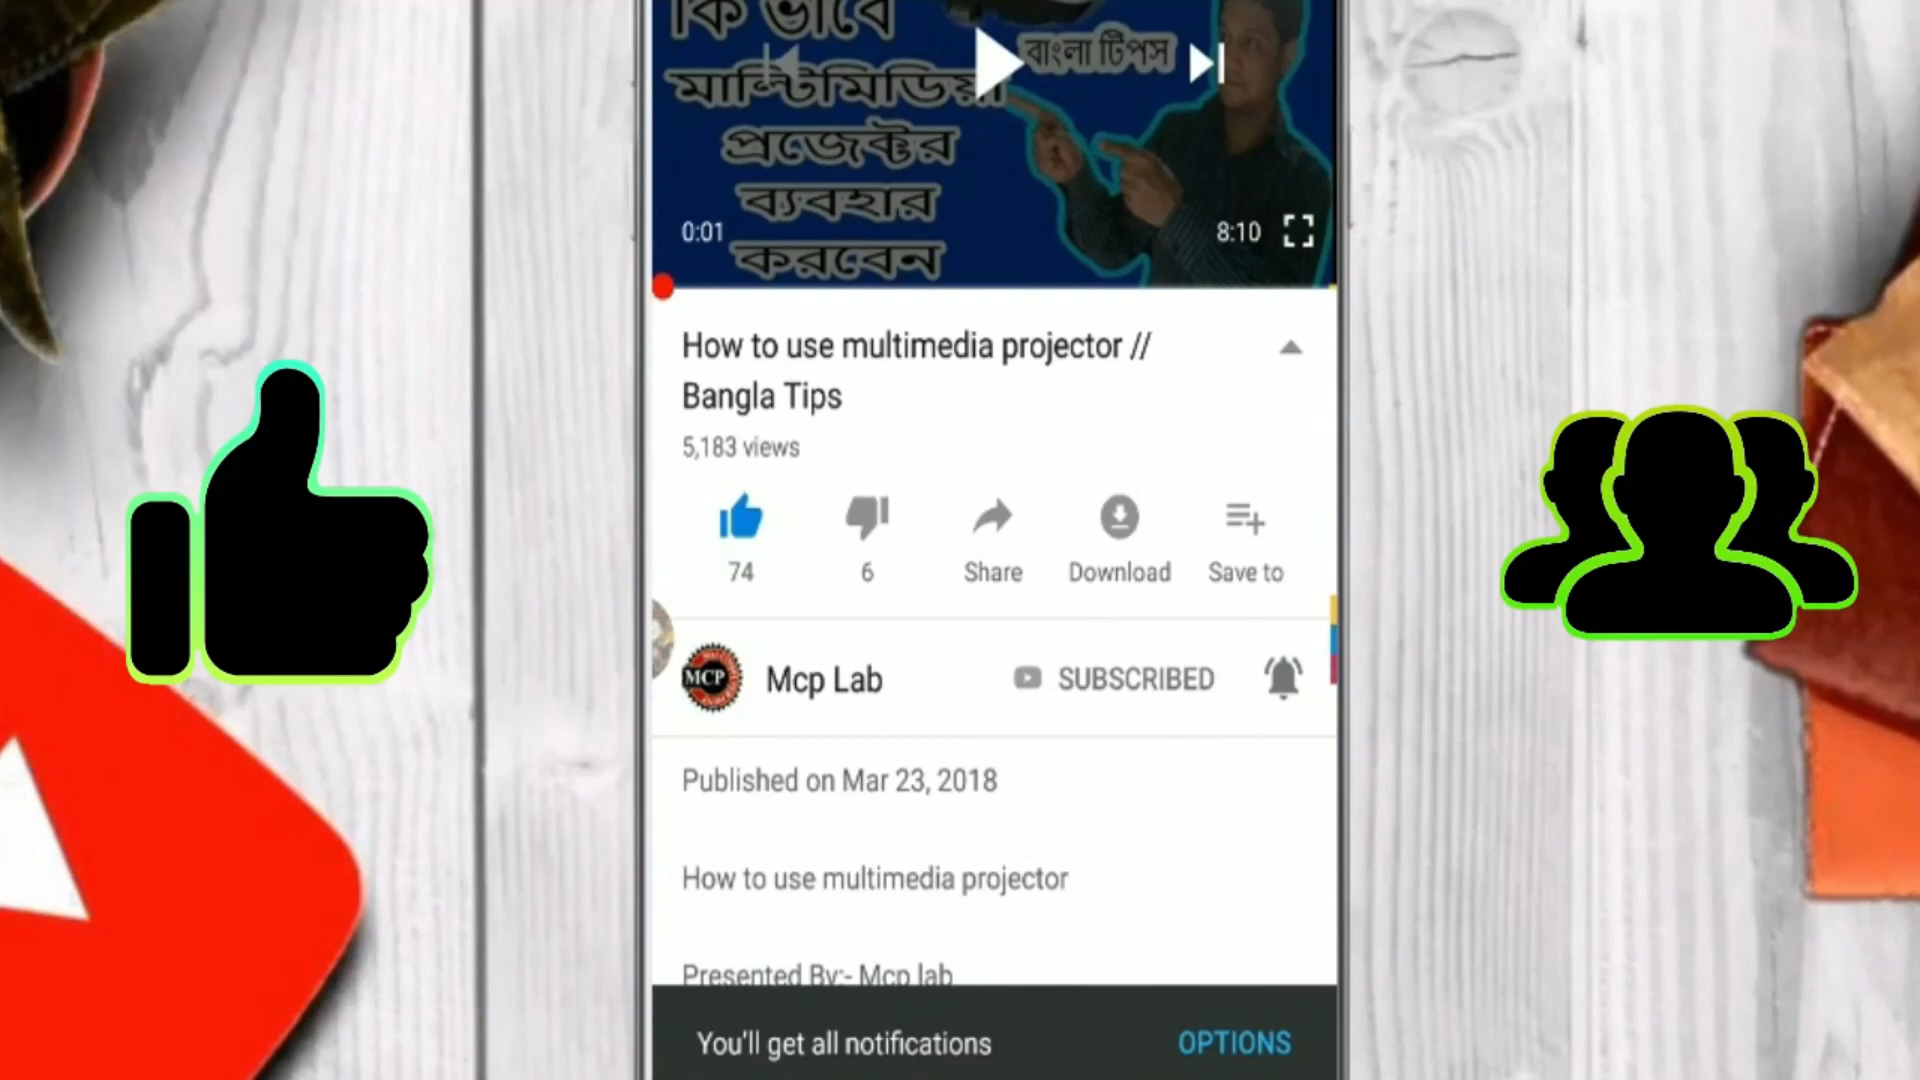 কি ভাবে
বাংলা টিপস
মাল্টিমিডিয়া
প্রজেক্টর
ব্যবহার
করবেন
0:01
8:10
How to use multimedia projector //
Bangla Tips
5,183 views
74
6
Share
Download
Save to
MCP
Mcp Lab
SUBSCRIBED
Published on Mar 23, 2018
How to use multimedia projector
Presented By:- Mcp lab
You'll get all notifications
OPTIONS